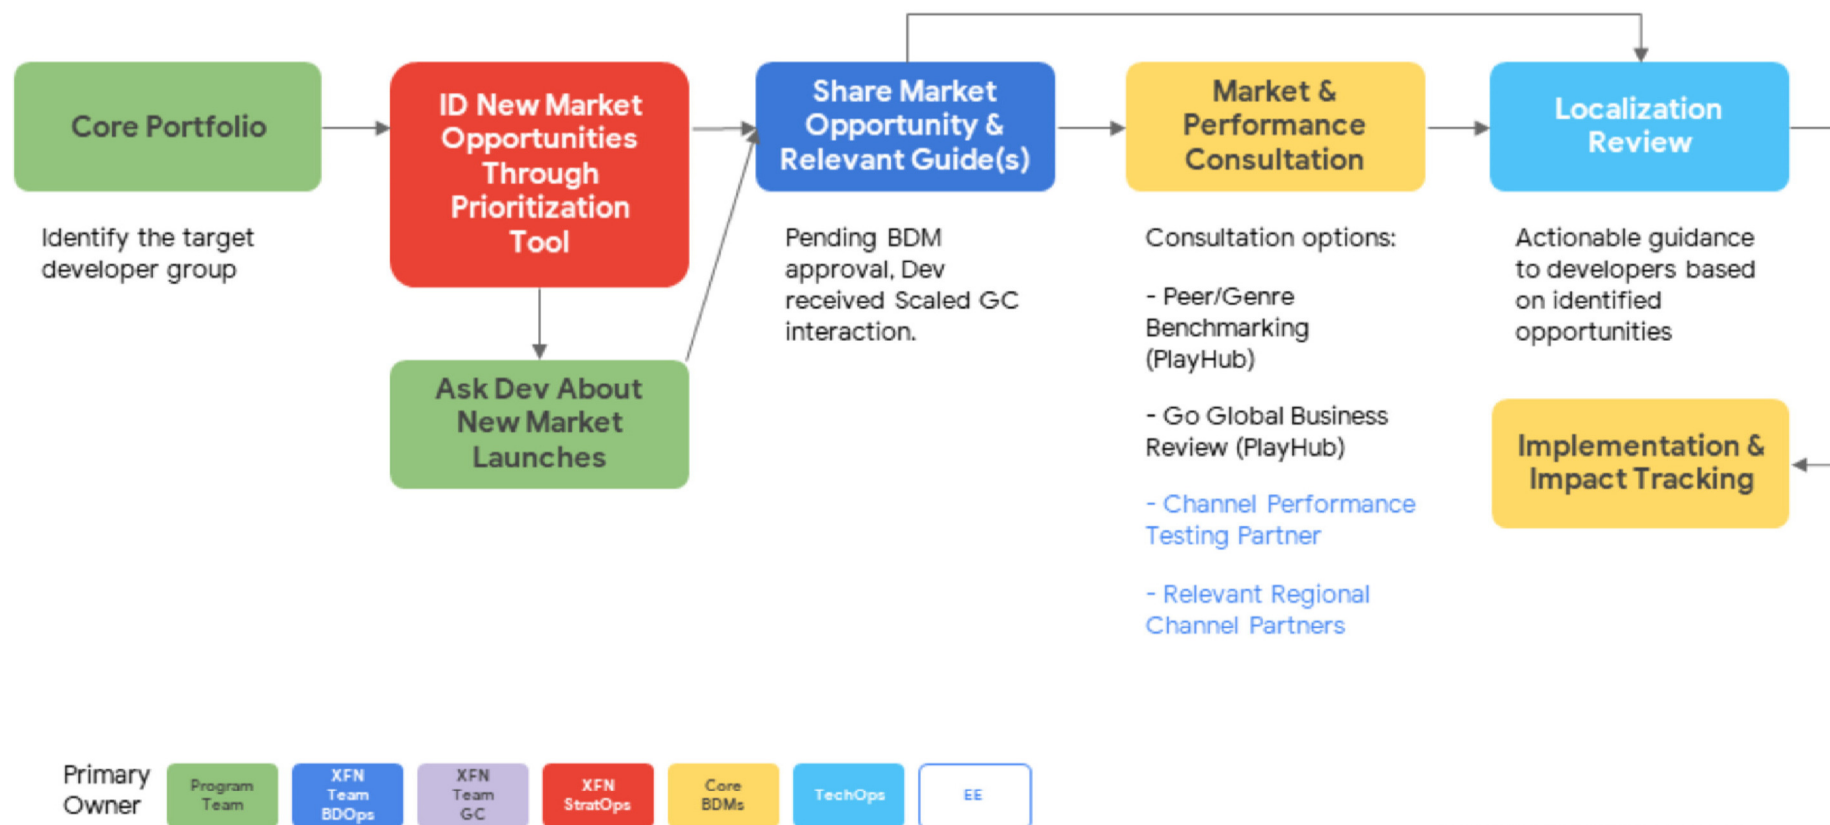 Core Portfolio
Identify the target
developer group
ID New Market
Opportunities
Through
Prioritization
Tool
Ask Dev About
New Market
Launches
Share Market
Opportunity &
Relevant Guide(s)
Pending BDM
approval, Dev
received Scaled GC
interaction.
Market &
Performance
Consultation
Consultation options:
- Peer/Genre
Benchmarking
(PlayHub)
- Go Global Business
Review (PlayHub)
- Channel Performance
Testing Partner
- Relevant Regional
Channel Partners
Localization
Review
Actionable guidance
to developers based
on identified
opportunities
Implementation &
Impact Tracking
Primary
Owner
Program
Team
XFN
Team
BDOps
XFN
Team
GC
XFN
StratOps
Core
BDMs
TechOps
EE